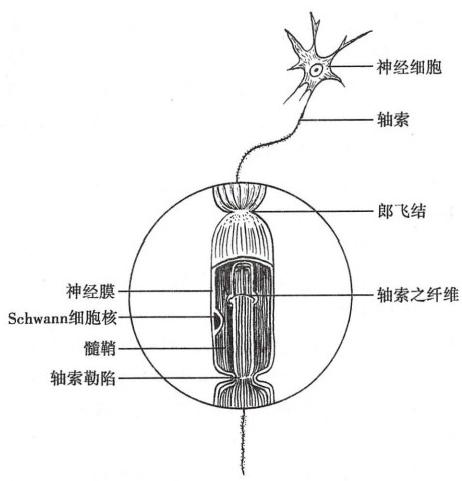 神经细胞
轴索
郎飞结
神经膜
轴索之纤维
Schwann细胞核
髓鞘
轴索勒陷